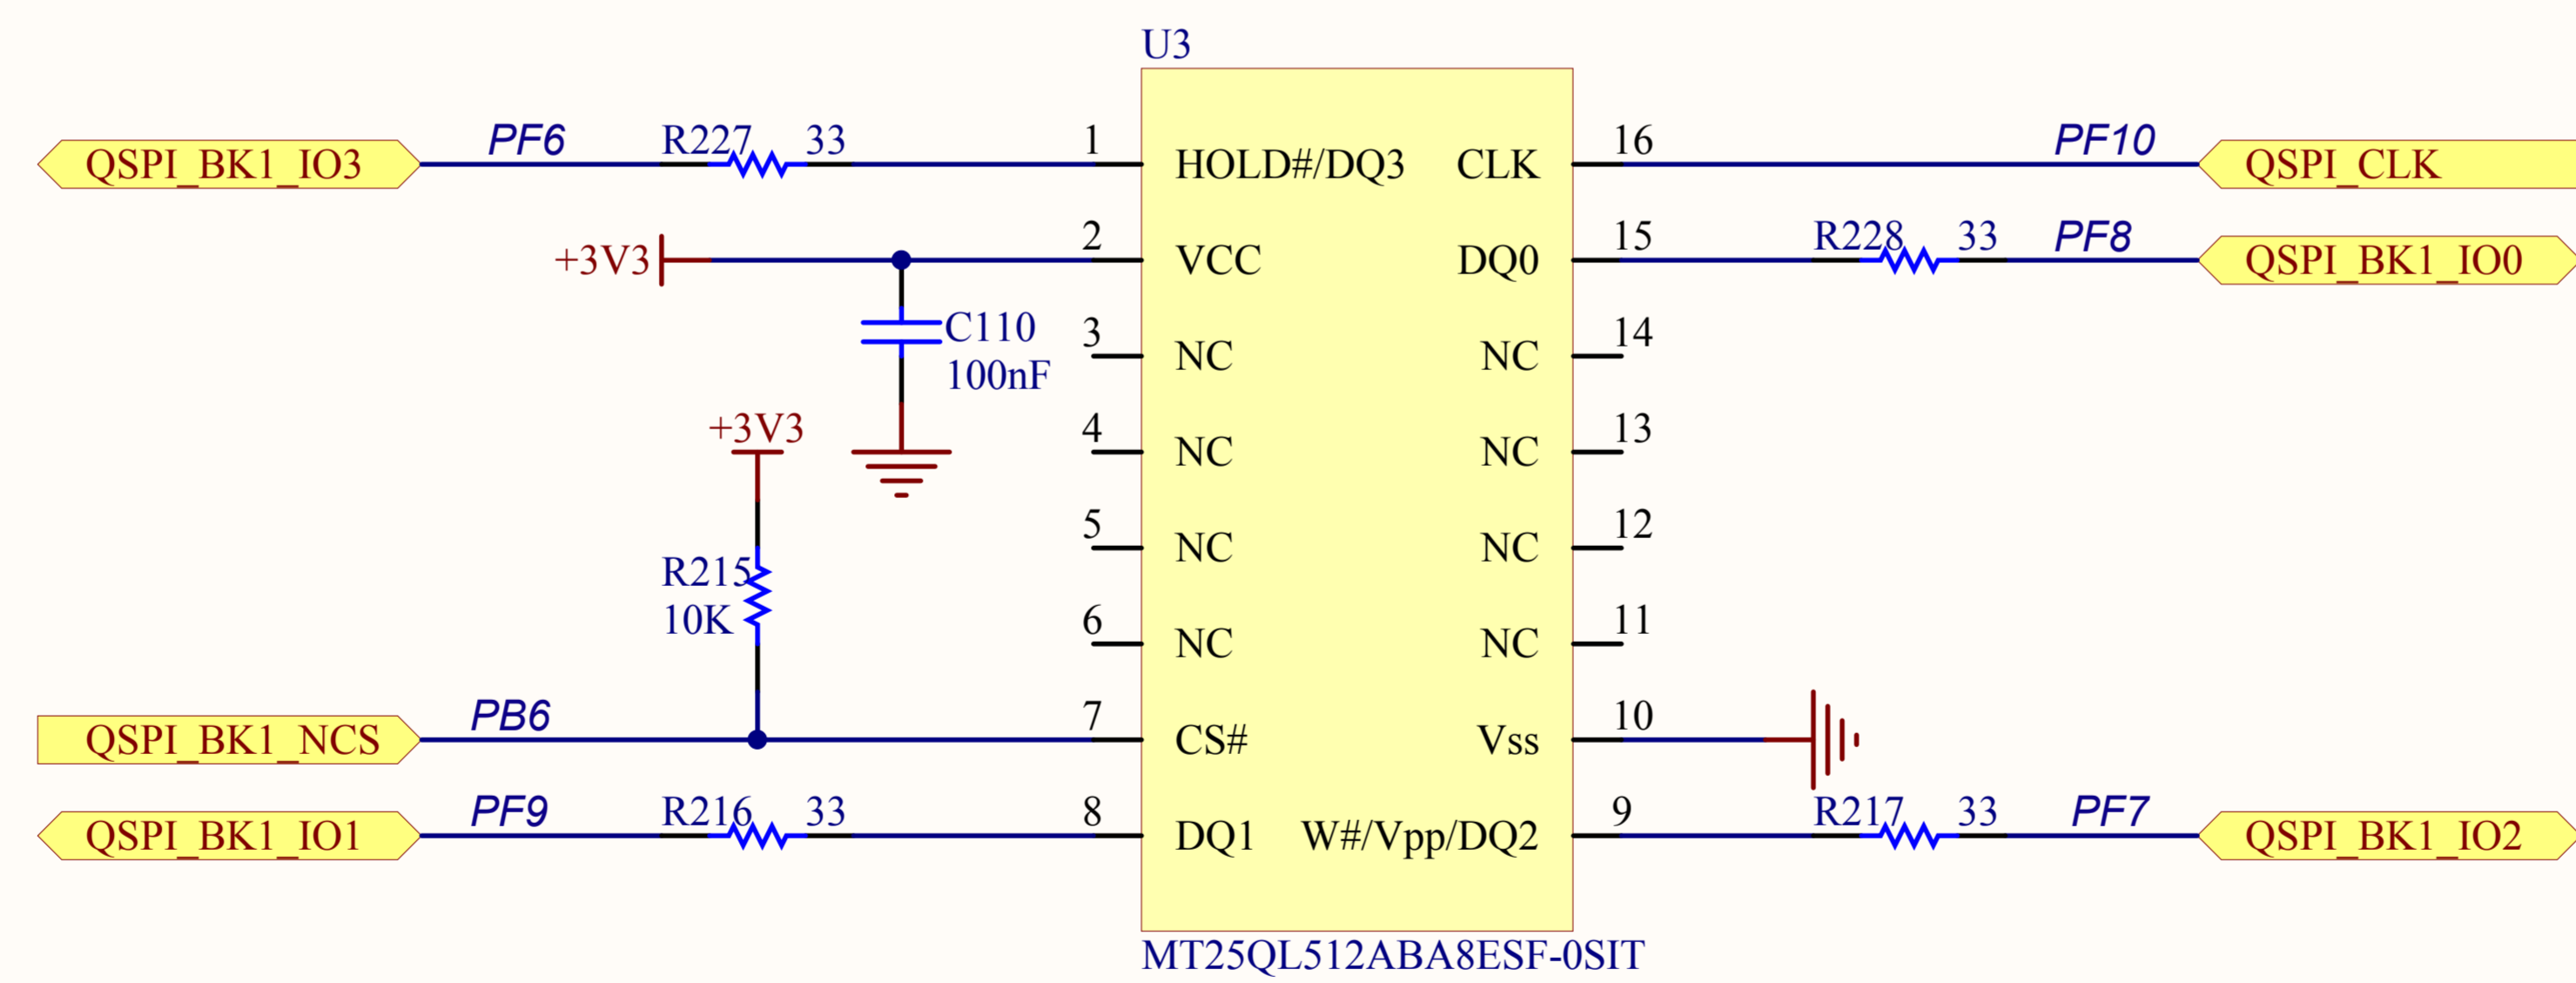 U3
QSPI_BK1_IO3 PF6 R227 33 1 HOLD#/DQ3 CLK 16 PF10 QSPI_CLK
+3V3 2 VCC DQ0 15 R228 33 PF8 QSPI_BK1_IO0
C110
100nF
3 NC NC 14
+3V3
4 NC NC 13
5 NC NC 12
R215
10K
6 NC NC 11
QSPI_BK1_NCS PB6 7 CS# Vss 10
QSPI_BK1_IO1 PF9 R216 33 8 DQ1 W#/Vpp/DQ2 9 R217 33 PF7 QSPI_BK1_IO2
MT25QL512ABA8ESF-0SIT